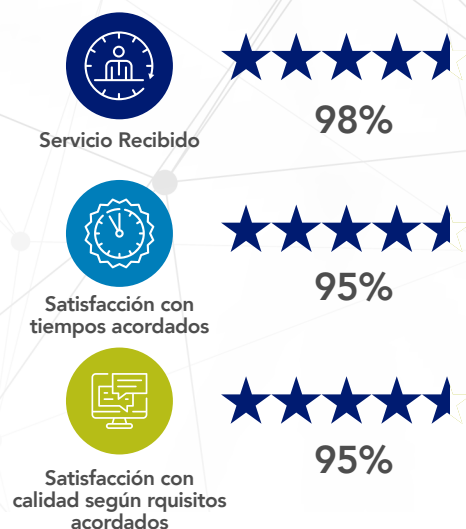 98%
Servicio Recibido
95%
Satisfacción con
tiempos acordados
95%
Satisfacción con
calidad según rquisitos
acordados